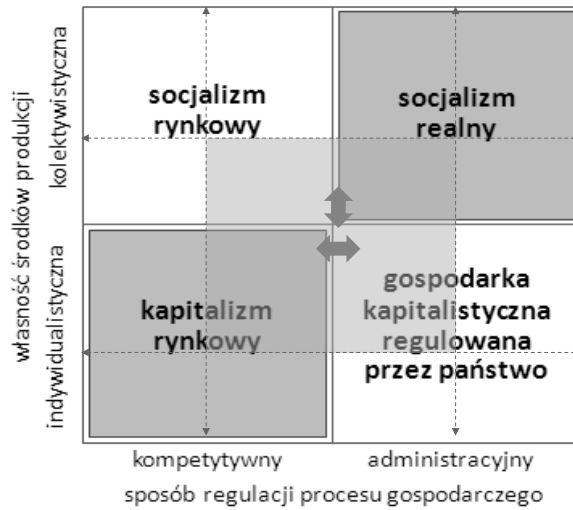 własność środków produkcji
kolektywistyczna
indywidualistyczna
socjalizm
rynkowy
socjalizm
realny
kapitalizm
rynkowy
gospodarka
kapitalistyczna
regulowana
przez państwo
kompetytywny
administracyjny
sposób regulacji procesu gospodarczego